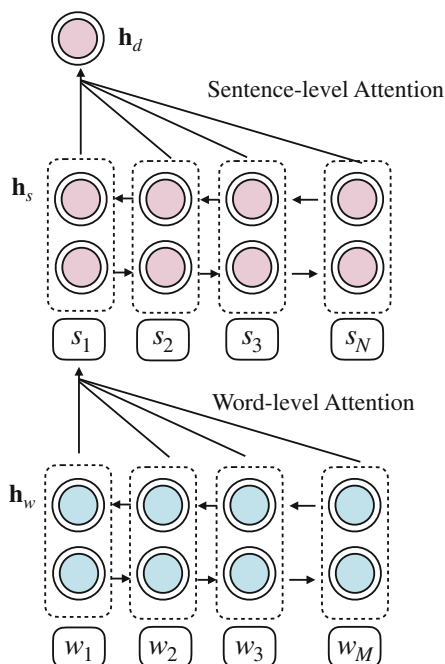 h_d
Sentence-level Attention
h_s
s_1 s_2 s_3 s_N
Word-level Attention
h_w
w_1 w_2 w_3 w_M